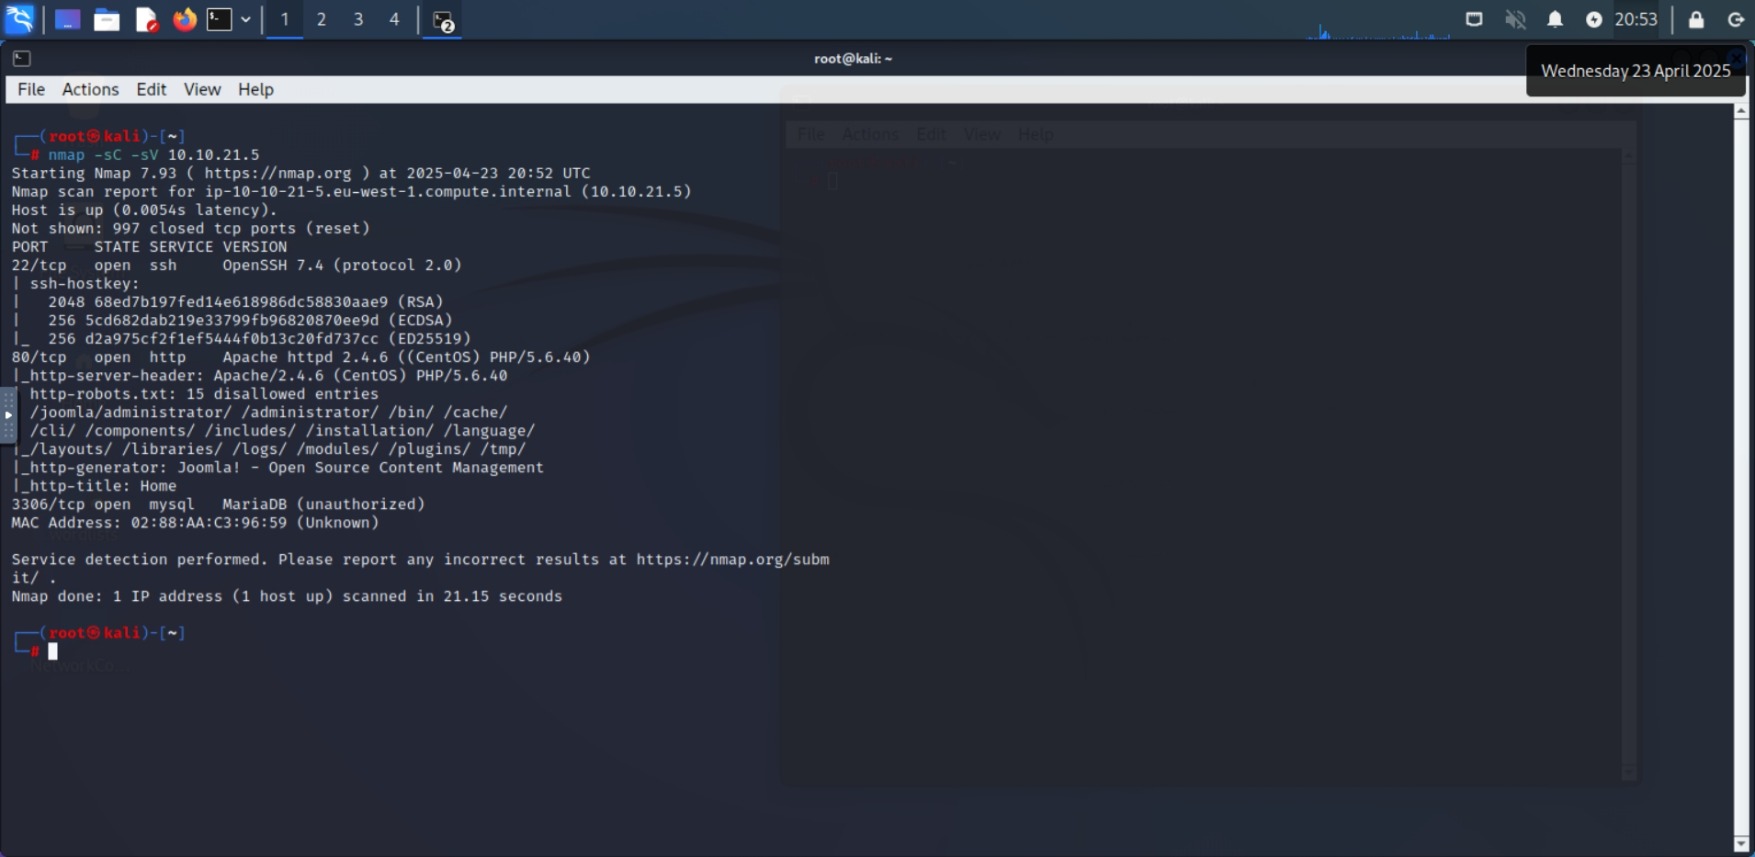 1 2 3 4 2 20:53
root@kali: ~
Wednesday 23 April 2025
File Actions Edit View Help
File Actions Edit View Help
┌──(root㉿kali)-[~]
└─# nmap -sC -sV 10.10.21.5
Starting Nmap 7.93 ( https://nmap.org ) at 2025-04-23 20:52 UTC
Nmap scan report for ip-10-10-21-5.eu-west-1.compute.internal (10.10.21.5)
Host is up (0.0054s latency).
Not shown: 997 closed tcp ports (reset)
PORT     STATE SERVICE VERSION
22/tcp   open  ssh     OpenSSH 7.4 (protocol 2.0)
| ssh-hostkey:
|   2048 68ed7b197fed14e618986dc58830aae9 (RSA)
|   256 5cd682dab219e33799fb96820870ee9d (ECDSA)
|_  256 d2a975cf2f1ef5444f0b13c20fd737cc (ED25519)
80/tcp   open  http    Apache httpd 2.4.6 ((CentOS) PHP/5.6.40)
|_http-server-header: Apache/2.4.6 (CentOS) PHP/5.6.40
http-robots.txt: 15 disallowed entries
/joomla/administrator/ /administrator/ /bin/ /cache/
/cli/ /components/ /includes/ /installation/ /language/
|_/layouts/ /libraries/ /logs/ /modules/ /plugins/ /tmp/
|_http-generator: Joomla! - Open Source Content Management
|_http-title: Home
3306/tcp open  mysql   MariaDB (unauthorized)
MAC Address: 02:88:AA:C3:96:59 (Unknown)
Service detection performed. Please report any incorrect results at https://nmap.org/subm
it/ .
Nmap done: 1 IP address (1 host up) scanned in 21.15 seconds
┌──(root㉿kali)-[~]
└─#
NetworkCo